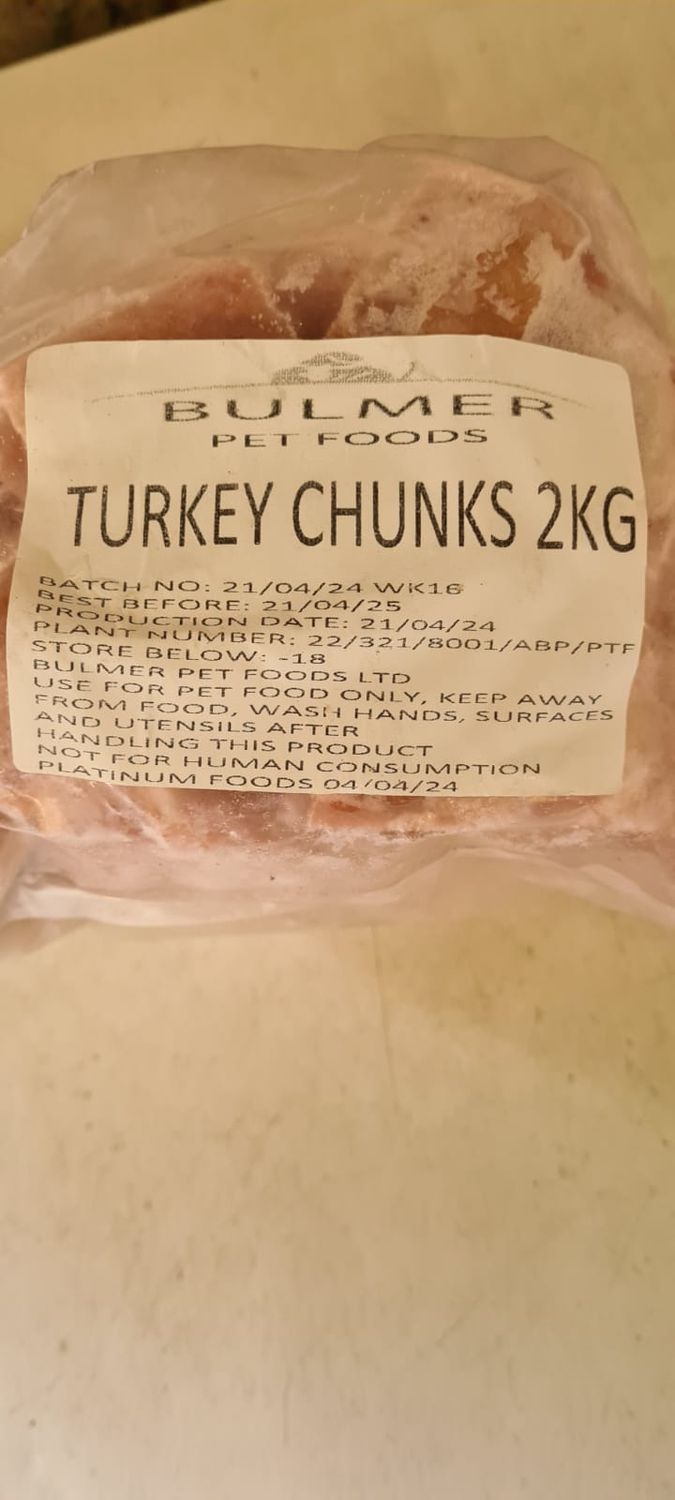 BULMER
PET FOODS
TURKEY CHUNKS 2KG
BATCH NO: 21/04/24 WK16
BEST BEFORE: 21/04/25
PRODUCTION DATE: 21/04/24
PLANT NUMBER: 22/321/8001/ABP/PTF
STORE BELOW: -18
BULMER PET FOODS LTD
USE FOR PET FOOD ONLY, KEEP AWAY
FROM FOOD, WASH HANDS, SURFACES
AND UTENSILS AFTER
HANDLING THIS PRODUCT
NOT FOR HUMAN CONSUMPTION
PLATINUM FOODS 04/04/24